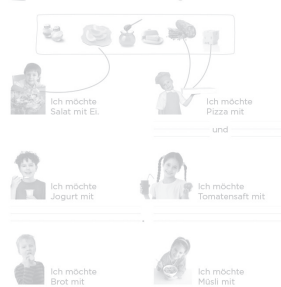 Ich möchte
Salat mit Ei.
Ich möchte
Pizza mit
und
Ich möchte
Jogurt mit
.
Ich möchte
Tomatensaft mit
Ich möchte
Brot mit
Ich möchte
Müsli mit